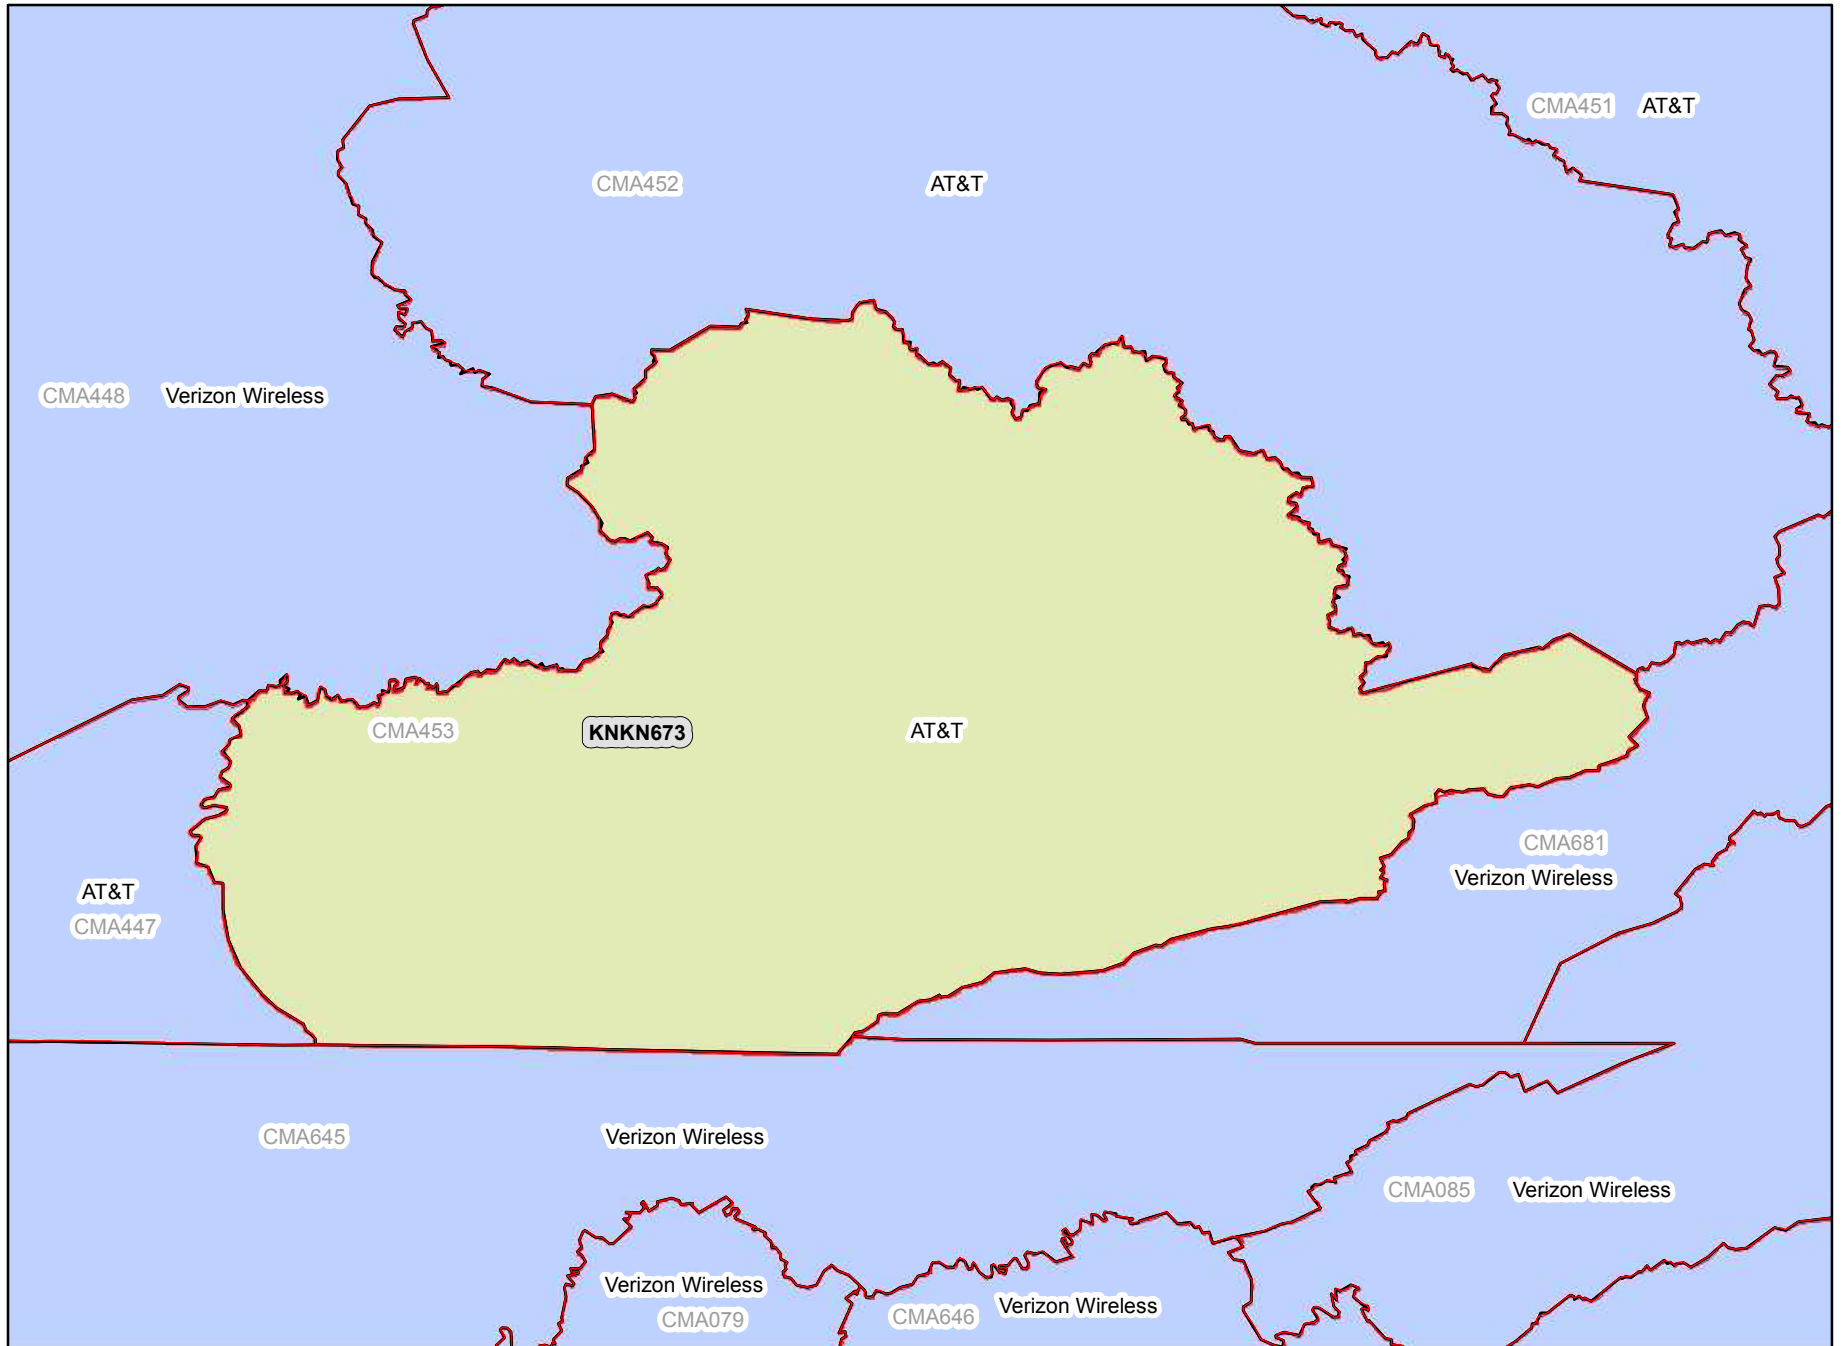 CMA451 AT&T
CMA452 AT&T
CMA448 Verizon Wireless
CMA453 KNKN673 AT&T
CMA681
Verizon Wireless
AT&T
CMA447
CMA645 Verizon Wireless
CMA085 Verizon Wireless
Verizon Wireless
CMA079
CMA646 Verizon Wireless